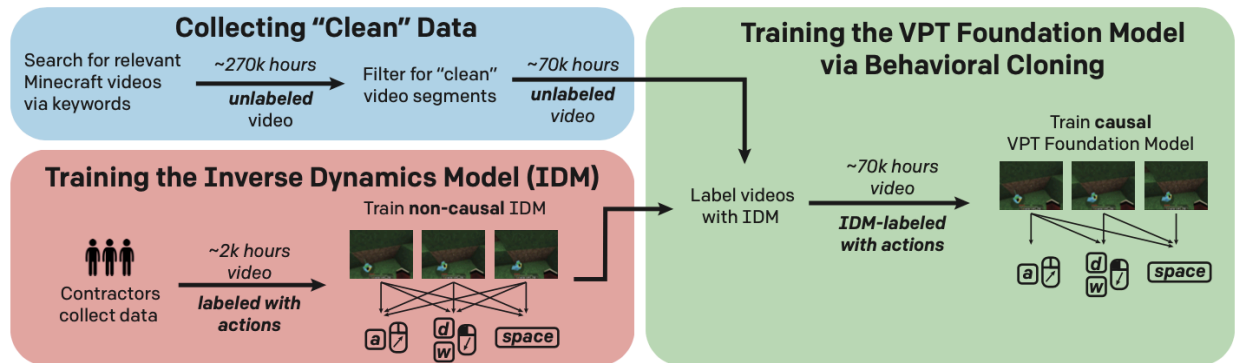 Collecting “Clean” Data
Search for relevant
Minecraft videos
via keywords
~270k hours
unlabeled
video
Filter for “clean”
video segments
~70k hours
unlabeled
video
Training the Inverse Dynamics Model (IDM)
Contractors
collect data
~2k hours
video
labeled with
actions
Train non-causal IDM
a
d
w
space
Training the VPT Foundation Model
via Behavioral Cloning
Label videos
with IDM
~70k hours
video
IDM-labeled
with actions
Train causal
VPT Foundation Model
a
d
w
space